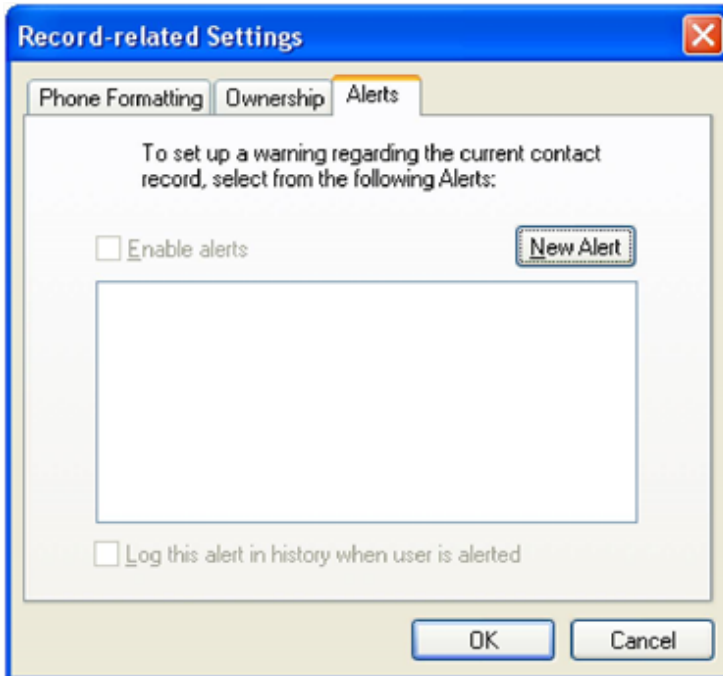 Record-related Settings
Phone Formatting Ownership Alerts
To set up a warning regarding the current contact
record, select from the following Alerts:
Enable alerts New Alert
Log this alert in history when user is alerted
OK Cancel